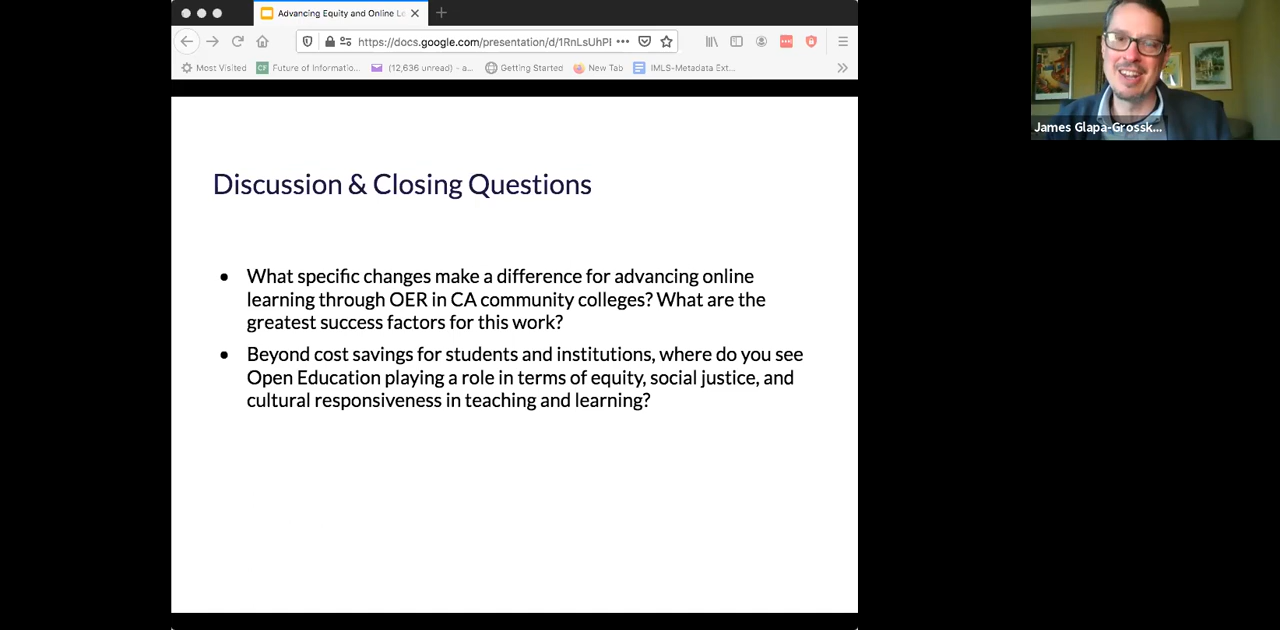 Advancing Equity and Online Le
https://docs.google.com/presentation/d/1RnLsUhPI
Most Visited
CF
Future of Informatio...
(12,636 unread) - a...
Getting Started
New Tab
IMLS-Metadata Ext...
James Glapa-Grossk...
Discussion & Closing Questions
• What specific changes make a difference for advancing online
learning through OER in CA community colleges? What are the
greatest success factors for this work?
• Beyond cost savings for students and institutions, where do you see
Open Education playing a role in terms of equity, social justice, and
cultural responsiveness in teaching and learning?